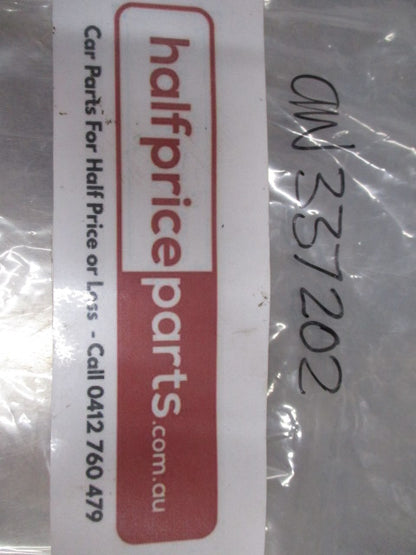 aW 337202
halfpriceparts.com.au
Car Parts For Half Price or Less - Call 0412 760 479